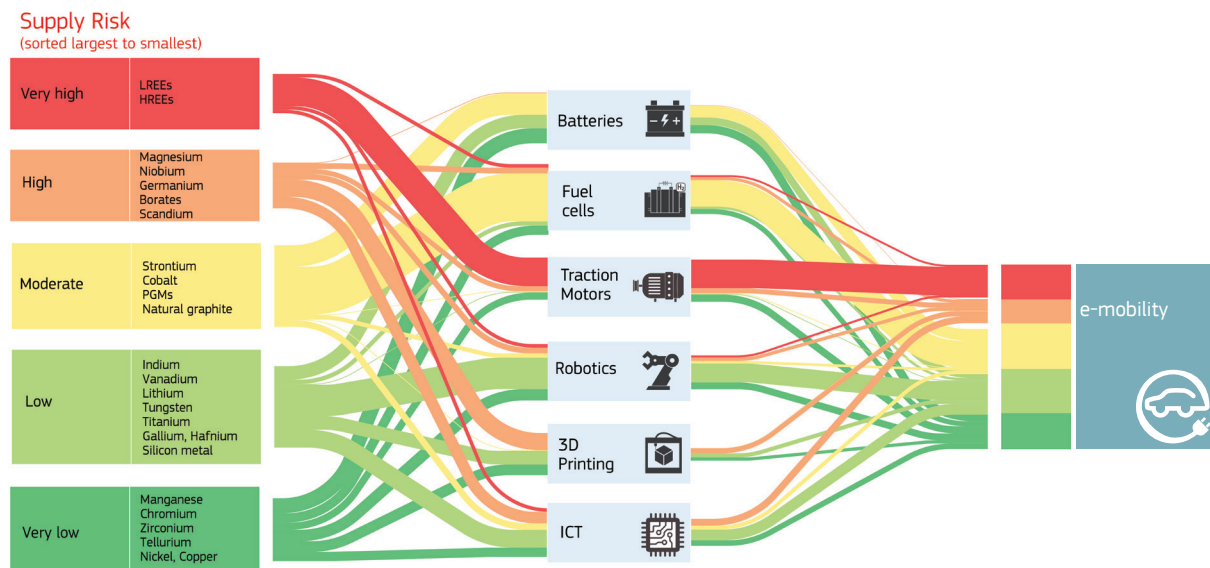 Supply Risk
(sorted largest to smallest)
Very high
LREEs
HREEs
High
Magnesium
Niobium
Germanium
Borates
Scandium
Moderate
Strontium
Cobalt
PGMs
Natural graphite
Low
Indium
Vanadium
Lithium
Tungsten
Titanium
Gallium, Hafnium
Silicon metal
Very low
Manganese
Chromium
Zirconium
Tellurium
Nickel, Copper
Batteries
Fuel
cells
H2
Traction
Motors
Robotics
3D
Printing
ICT
e-mobility